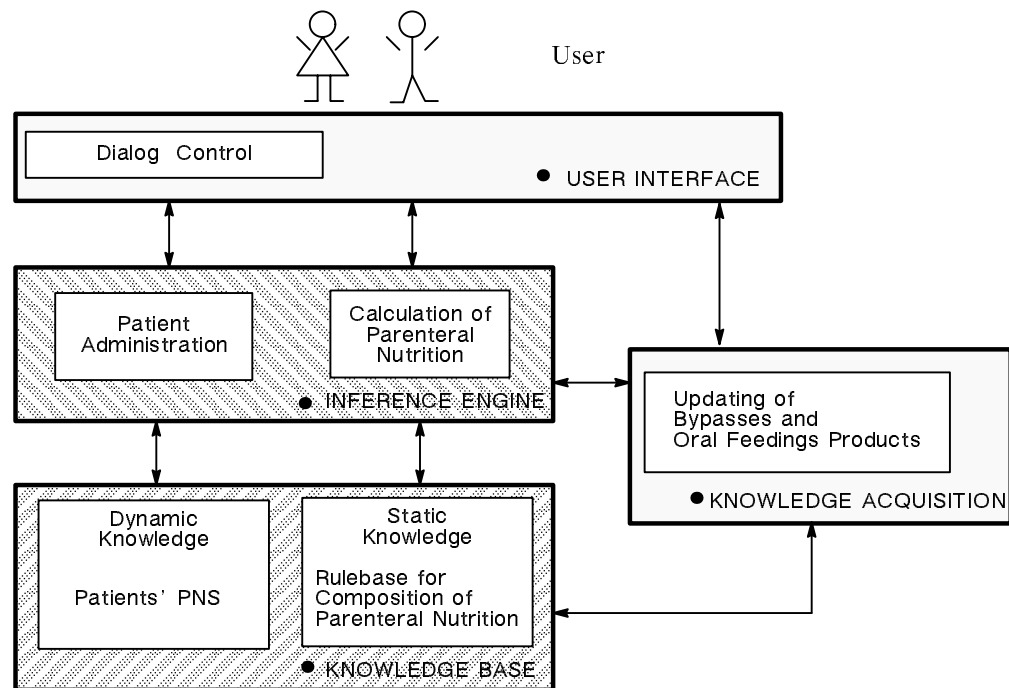 User
Dialog Control
● USER INTERFACE
Patient
Administration
Calculation of
Parenteral
Nutrition
● INFERENCE ENGINE
Updating of
Bypasses and
Oral Feedings Products
● KNOWLEDGE ACQUISITION
Dynamic
Knowledge
Patients' PNS
Static
Knowledge
Rulebase for
Composition of
Parenteral Nutrition
● KNOWLEDGE BASE